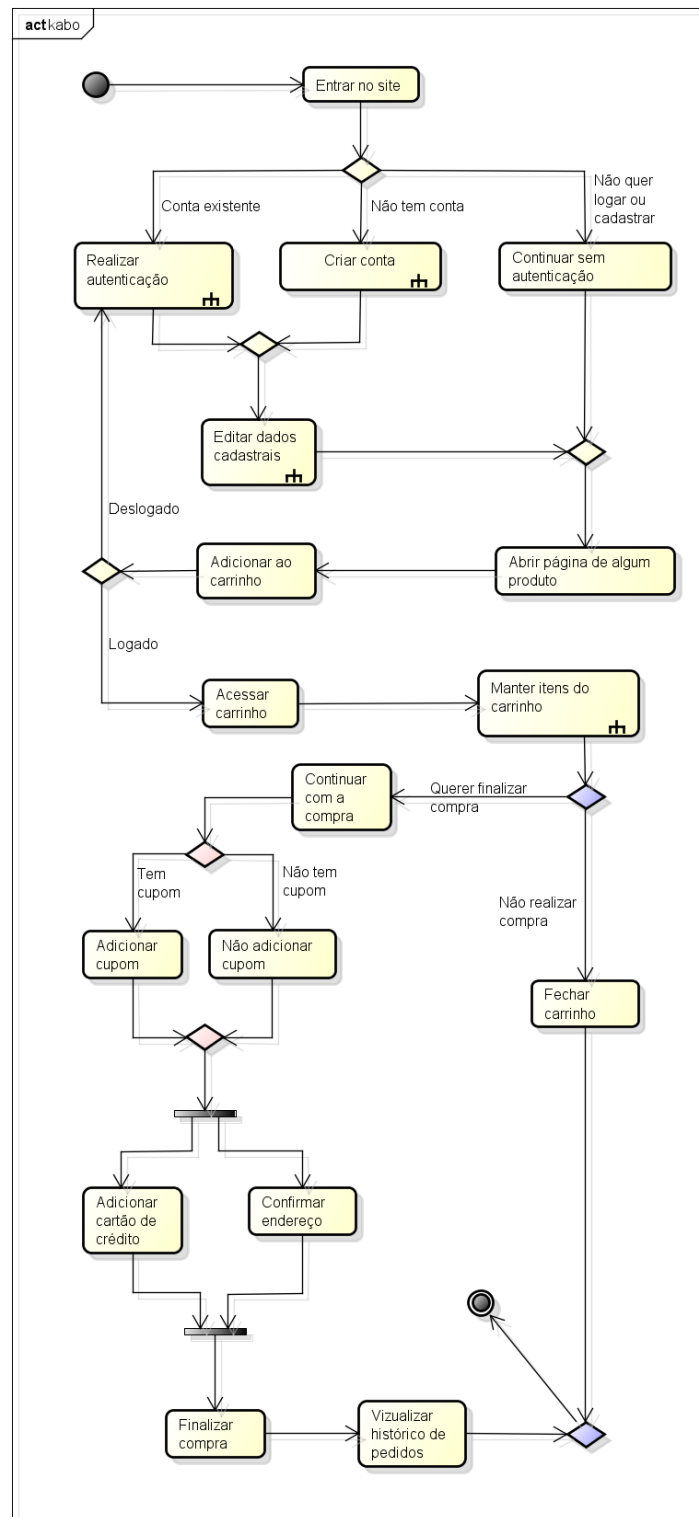 act kabo
Entrar no site
Conta existente
Não tem conta
Não quer
logar ou
cadastrar
Realizar
autenticação
Criar conta
Continuar sem
autenticação
Editar dados
cadastrais
Deslogado
Adicionar ao
carrinho
Abrir página de algum
produto
Logado
Acessar
carrinho
Manter itens do
carrinho
Continuar
com a
compra
Querer finalizar
compra
Tem
cupom
Não tem
cupom
Não realizar
compra
Adicionar
cupom
Não adicionar
cupom
Fechar
carrinho
Adicionar
cartão de
crédito
Confirmar
endereço
Finalizar
compra
Vizualizar
histórico de
pedidos